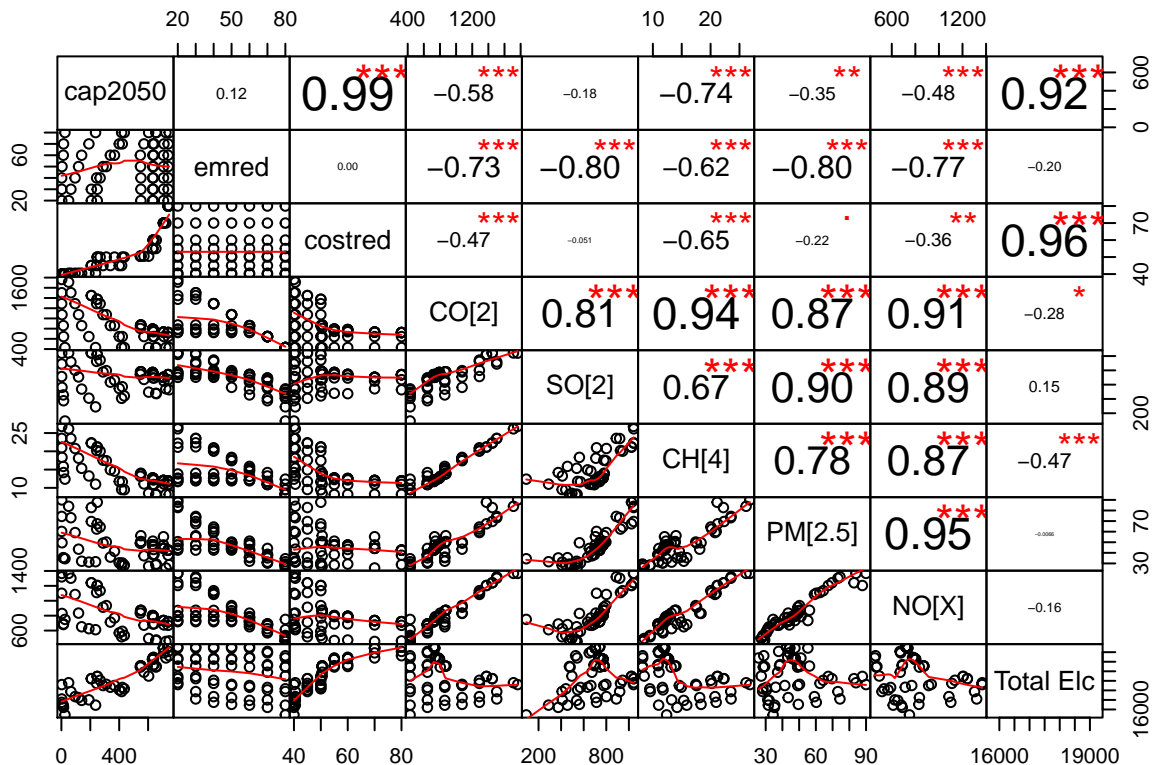 20 50 80 400 1200 10 20 600 1200
cap2050 0.12 0.99 *** −0.58 *** −0.18 −0.74 *** −0.35 ** −0.48 *** 0.92 *** 0 600
20 60 emred 0.00 −0.73 *** −0.80 *** −0.62 *** −0.80 *** −0.77 *** −0.20
costred −0.47 *** −0.051 −0.65 *** −0.22 . −0.36 ** 0.96 *** 40 70
400 1600 CO[2] 0.81 *** 0.94 *** 0.87 *** 0.91 *** −0.28 *
SO[2] 0.67 *** 0.90 *** 0.89 *** 0.15 200
10 25 CH[4] 0.78 *** 0.87 *** −0.47 ***
PM[2.5] 0.95 *** −0.0086 30 70
600 1400 NO[X] −0.16
Total Elc 16000
0 400 40 60 80 200 800 30 60 90 16000 19000